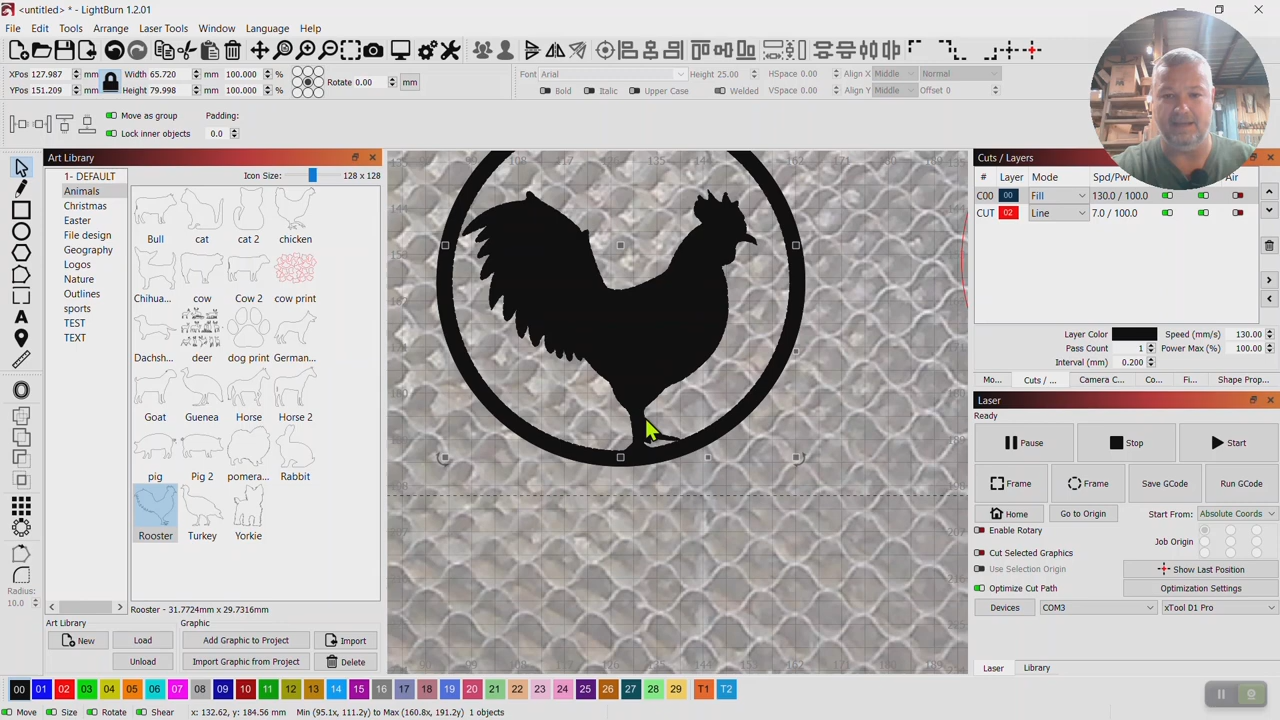 <untitled> * - LightBurn 1.2.01
File Edit Tools Arrange Laser Tools Window Language Help
XPos 127.987 mm Width 65.720 mm 100.000 %
YPos 151.209 mm Height 79.998 mm 100.000 %
Rotate 0.00 mm
Font Arial Height 25.00 HSpace 0.00 Align X Middle Normal
Bold Italic Upper Case Welded VSpace 0.00 Align Y Middle Offset 0
Move as group Padding:
Lock inner objects 0.0
Art Library
Icon Size: 128 x 128
1- DEFAULT
Animals
Christmas
Easter
File design
Geography
Logos
Nature
Outlines
sports
TEST
TEXT
Bull cat cat 2 chicken
Chihua... cow Cow 2 cow print
Dachsh... deer dog print German...
Goat Guenea Horse Horse 2
pig Pig 2 pomera... Rabbit
Rooster Turkey Yorkie
Rooster - 31.7724mm x 29.7316mm
Art Library Graphic
New Load Add Graphic to Project Import
Unload Import Graphic from Project Delete
Cuts / Layers
# Layer Mode Spd/Pwr Air
C00 00 Fill 130.0 / 100.0
CUT 02 Line 7.0 / 100.0
Layer Color Speed (mm/s) 130.00
Pass Count 1 Power Max (%) 100.00
Interval (mm) 0.200
Mo... Cuts / ... Camera C... Co... Fi... Shape Prop...
Laser
Ready
Pause Stop Start
Frame Frame Save GCode Run GCode
Home Go to Origin Start From: Absolute Coords
Enable Rotary Job Origin
Cut Selected Graphics
Use Selection Origin Show Last Position
Optimize Cut Path Optimization Settings
Devices COM3 xTool D1 Pro
Laser Library
Radius:
10.0
00 01 02 03 04 05 06 07 08 09 10 11 12 13 14 15 16 17 18 19 20 21 22 23 24 25 26 27 28 29 T1 T2
Move Size Rotate Shear x: 132.62, y: 184.56 mm Min (95.1x, 111.2y) to Max (160.8x, 191.2y) 1 objects